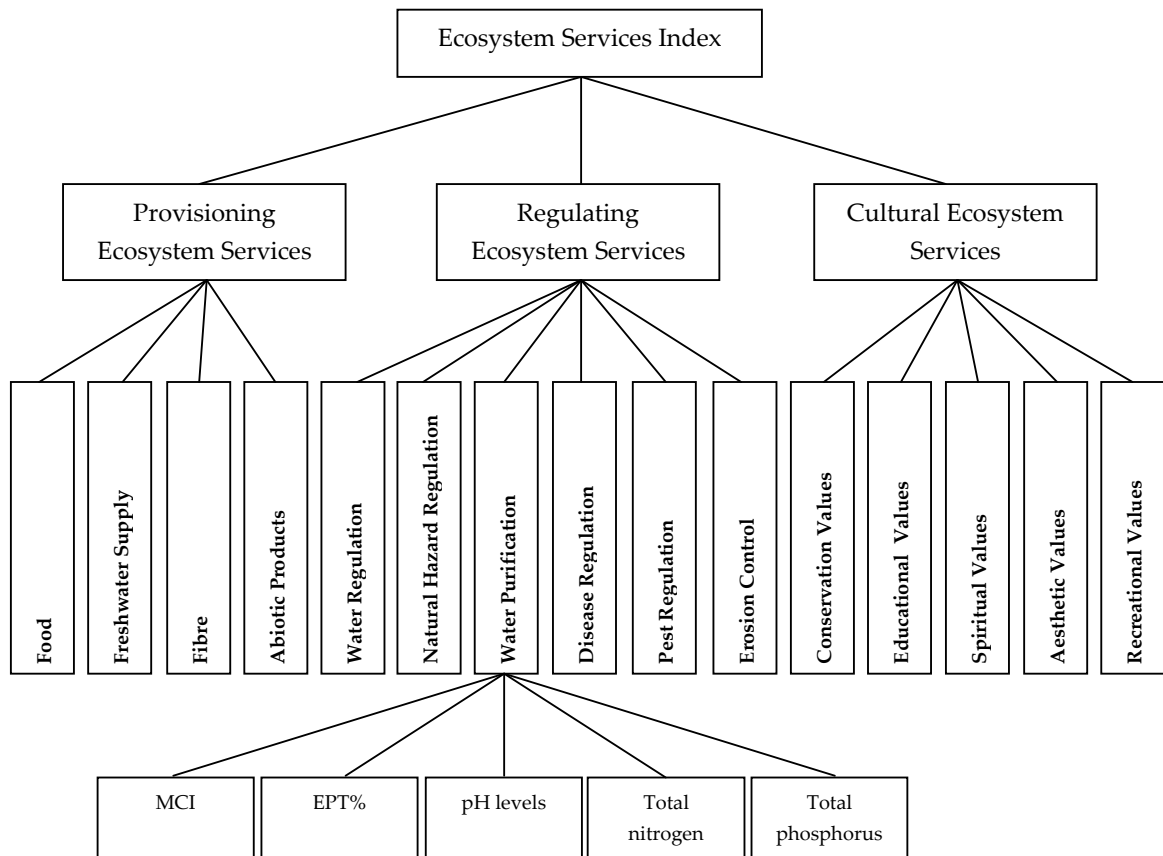 Ecosystem Services Index
Provisioning
Ecosystem Services
Regulating
Ecosystem Services
Cultural Ecosystem
Services
Food
Freshwater Supply
Fibre
Abiotic Products
Water Regulation
Natural Hazard Regulation
Water Purification
Disease Regulation
Pest Regulation
Erosion Control
Conservation Values
Educational Values
Spiritual Values
Aesthetic Values
Recreational Values
MCI
EPT%
pH levels
Total
nitrogen
Total
phosphorus